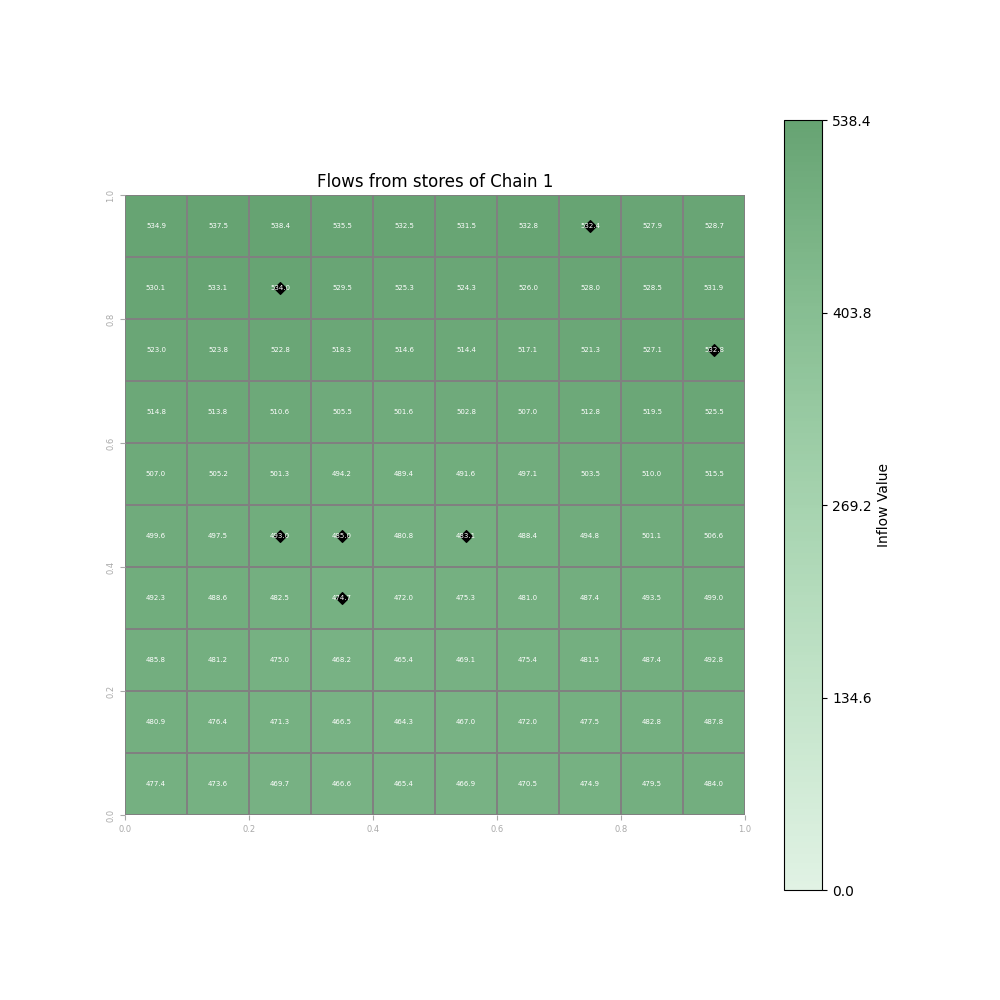 Flows from stores of Chain 1
1.0
534.9 537.5 538.4 535.5 532.5 531.5 532.8 527.9 528.7
530.1 533.1 529.5 525.3 524.3 526.0 528.0 528.5 531.9
0.8
523.0 523.8 522.8 518.3 514.6 514.4 517.1 521.3 527.1
514.8 513.8 510.6 505.5 501.6 502.8 507.0 512.8 519.5 525.5
0.6
507.0 505.2 501.3 494.2 489.4 491.6 497.1 503.5 510.0 515.5
499.6 497.5 480.8 488.4 494.8 501.1 506.6
0.4
492.3 488.6 482.5 472.0 475.3 481.0 487.4 493.5 499.0
485.8 481.2 475.0 468.2 465.4 469.1 475.4 481.5 487.4 492.8
0.2
480.9 476.4 471.3 466.5 464.3 467.0 472.0 477.5 482.8 487.8
477.4 473.6 469.7 466.6 465.4 466.9 470.5 474.9 479.5 484.0
0.0
0.0 0.2 0.4 0.6 0.8 1.0
538.4
403.8
269.2
134.6
0.0
Inflow Value